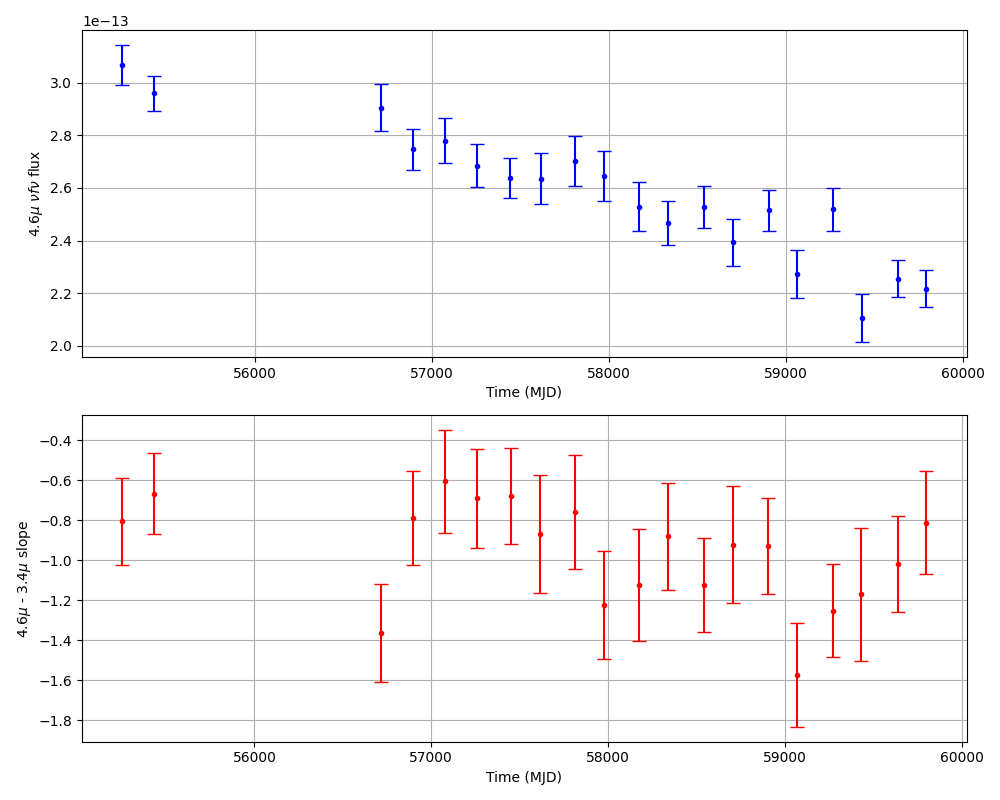 1e−13
4.6μ νfν flux
3.0
2.8
2.6
2.4
2.2
2.0
56000 57000 58000 59000 60000
Time (MJD)
4.6μ - 3.4μ slope
−0.4
−0.6
−0.8
−1.0
−1.2
−1.4
−1.6
−1.8
56000 57000 58000 59000 60000
Time (MJD)